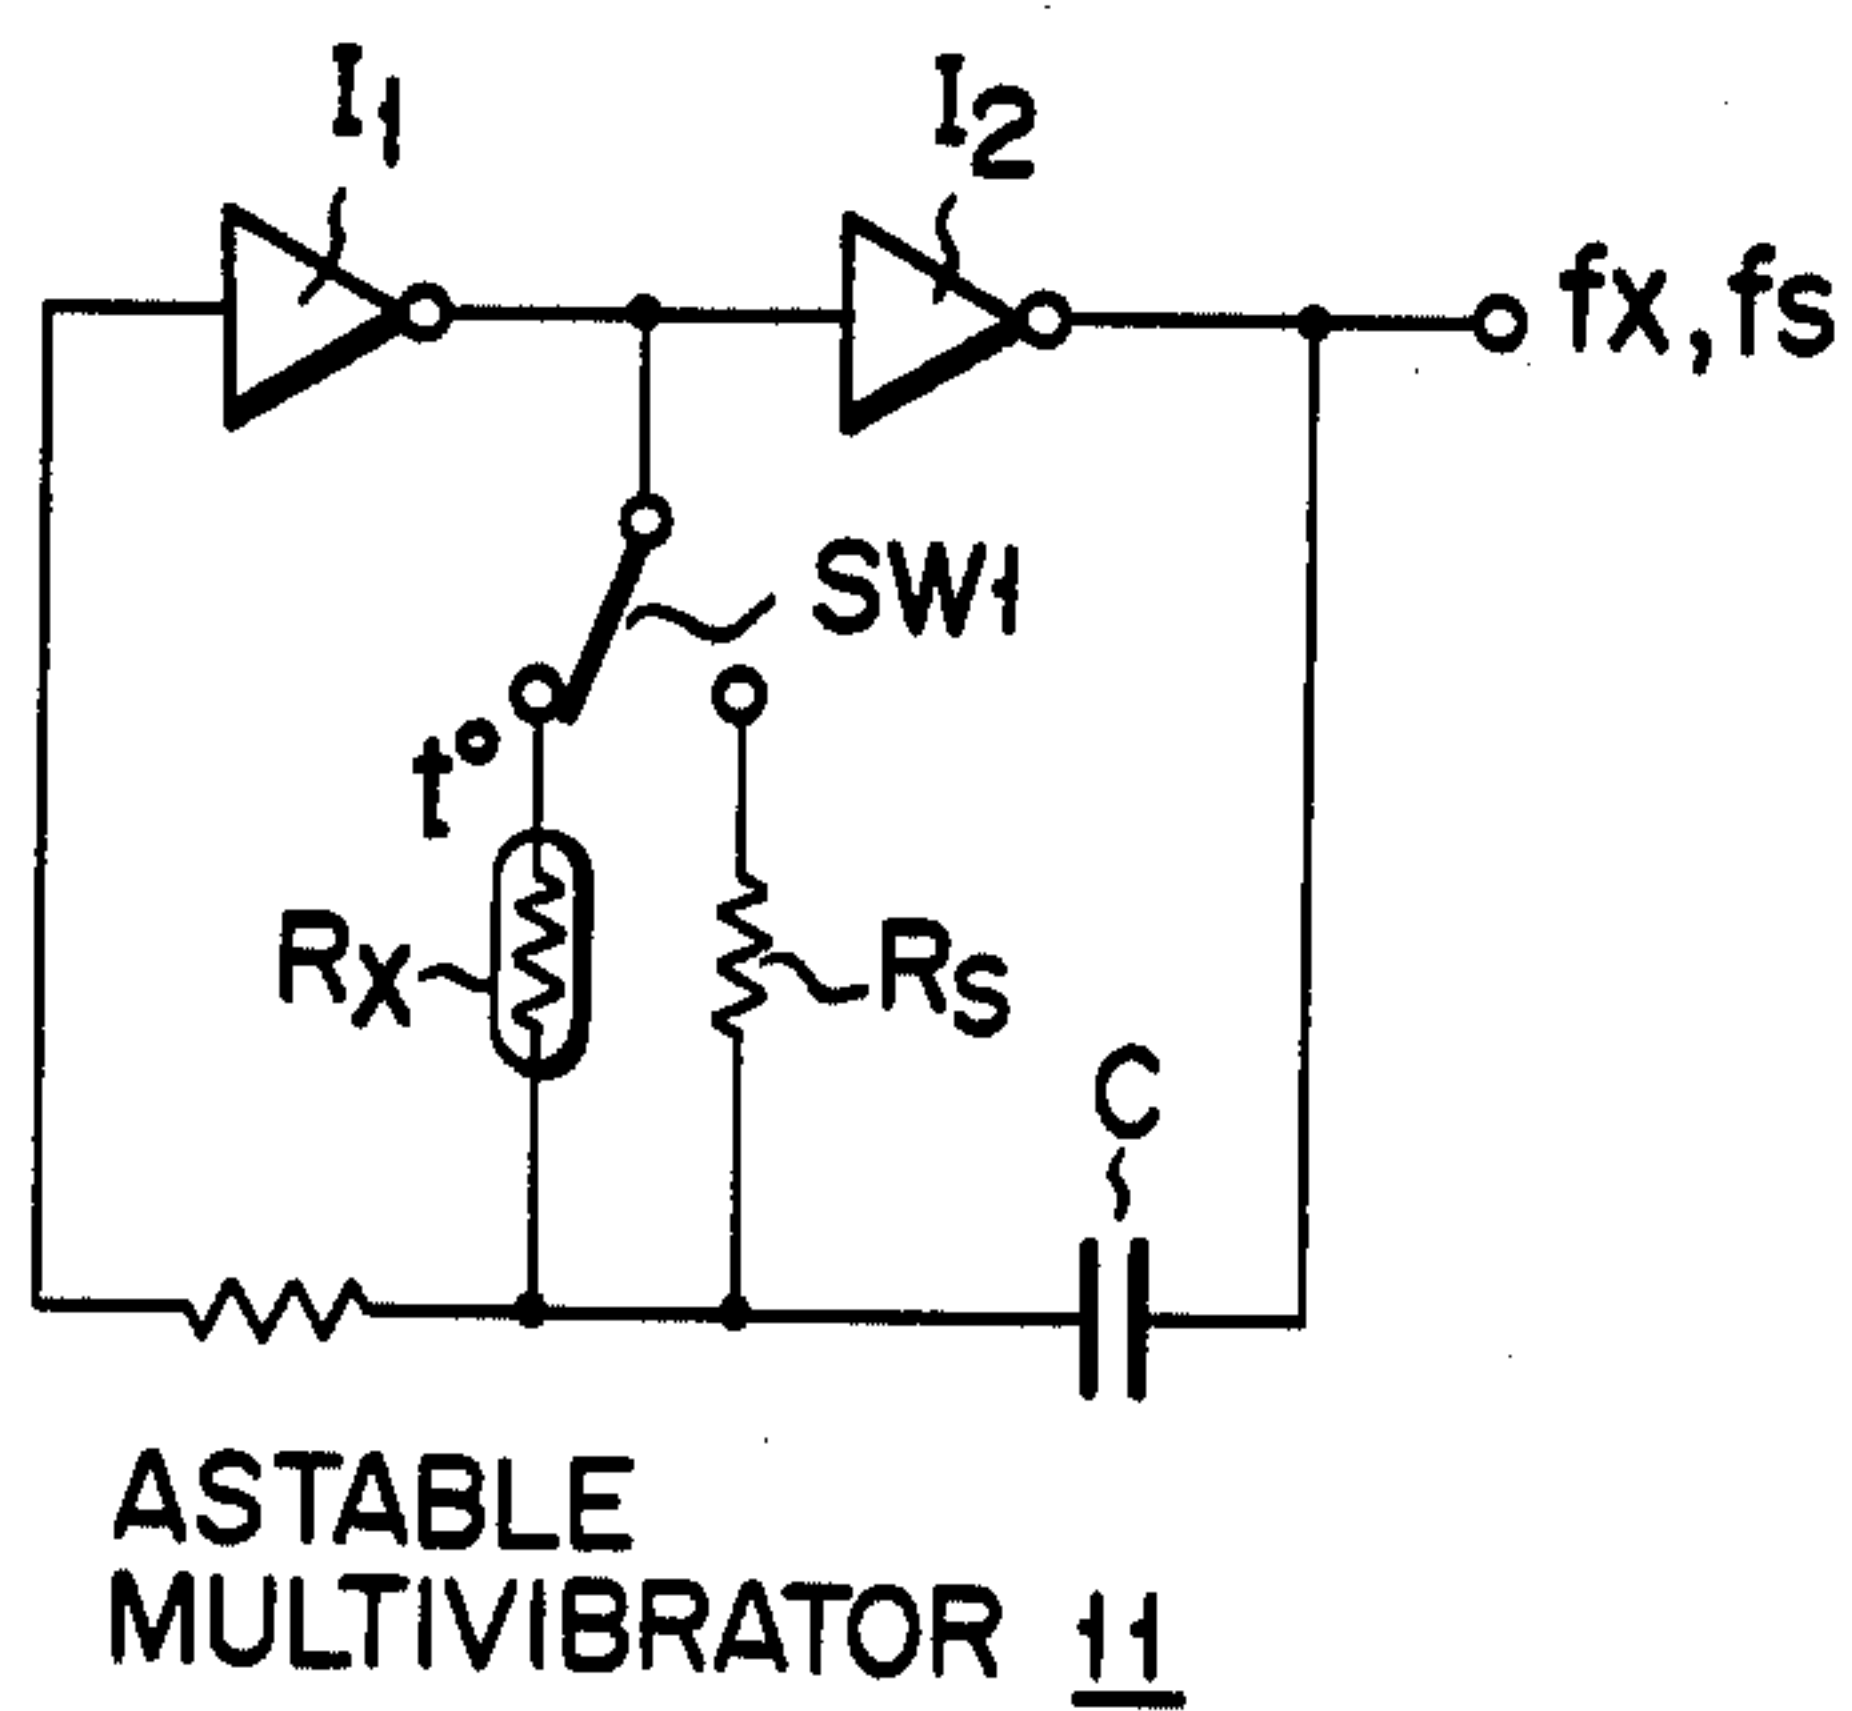 I1
I2
fx,fs
SW1
t°
Rx
Rs
C
ASTABLE
MULTIVIBRATOR 11